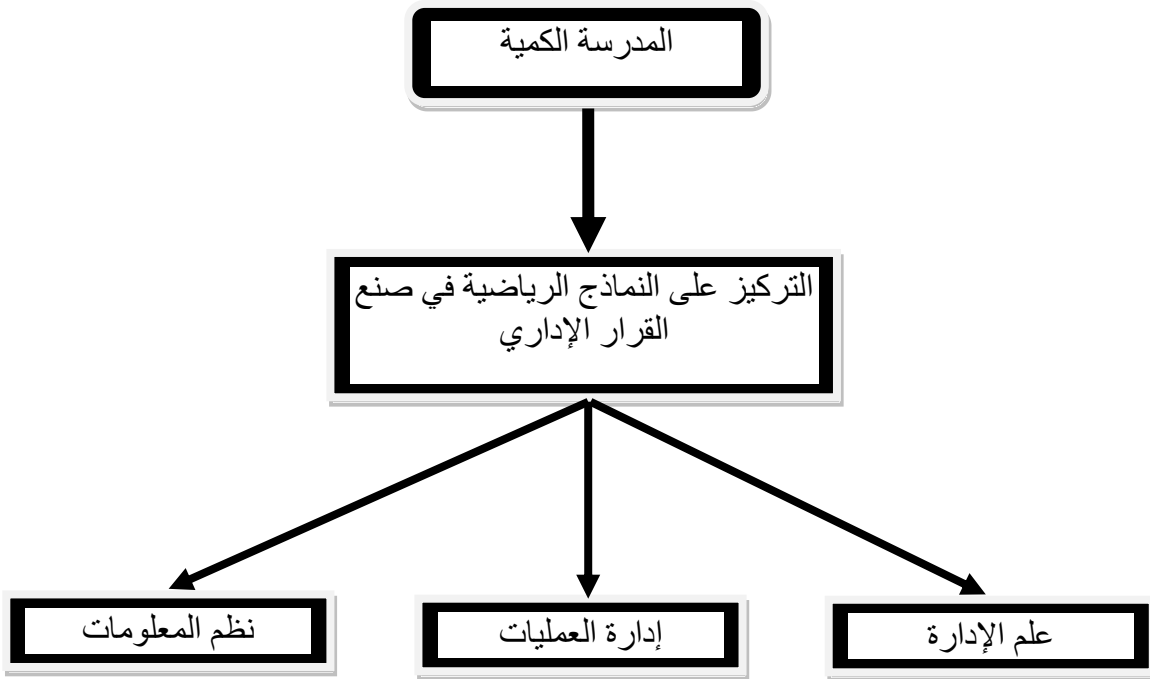 المدرسة الكمية
التركيز على النماذج الرياضية في صنع
القرار الإداري
علم الإدارة
إدارة العمليات
نظم المعلومات